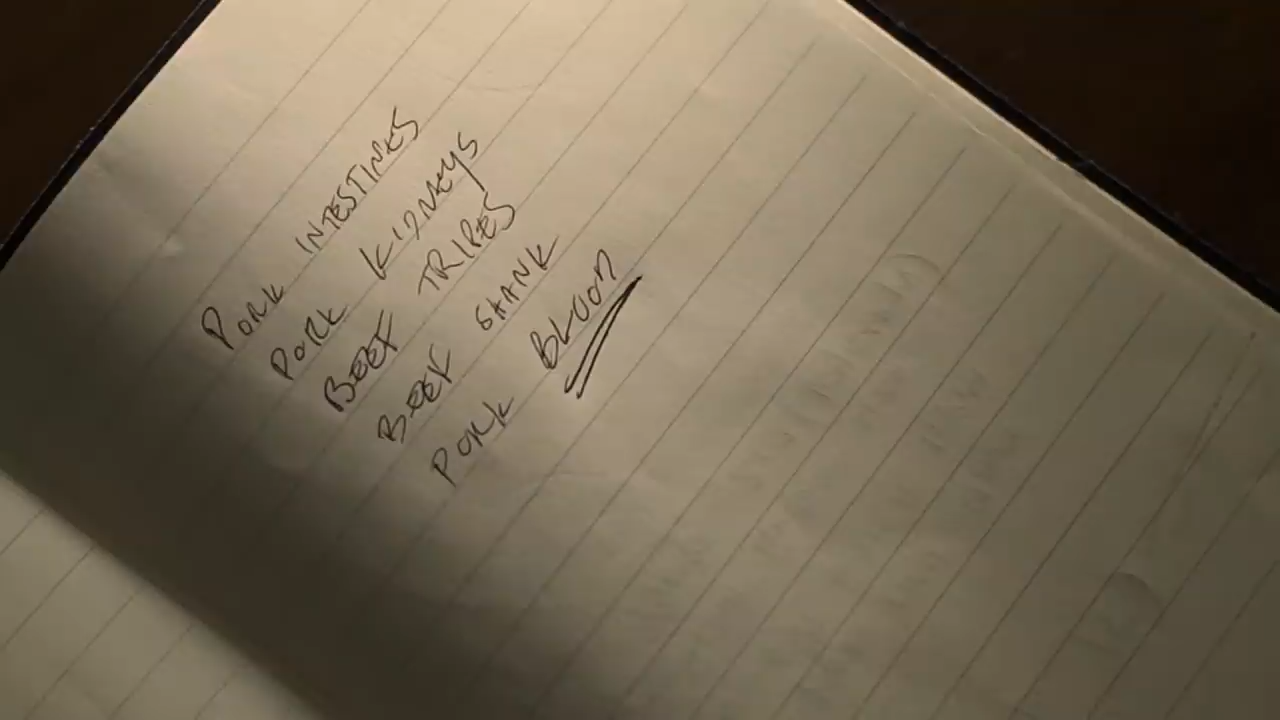 PORK INTESTINES
PORK KIDNEYS
BEEF TRIPES
BEEF SHANK
PORK BLOOD